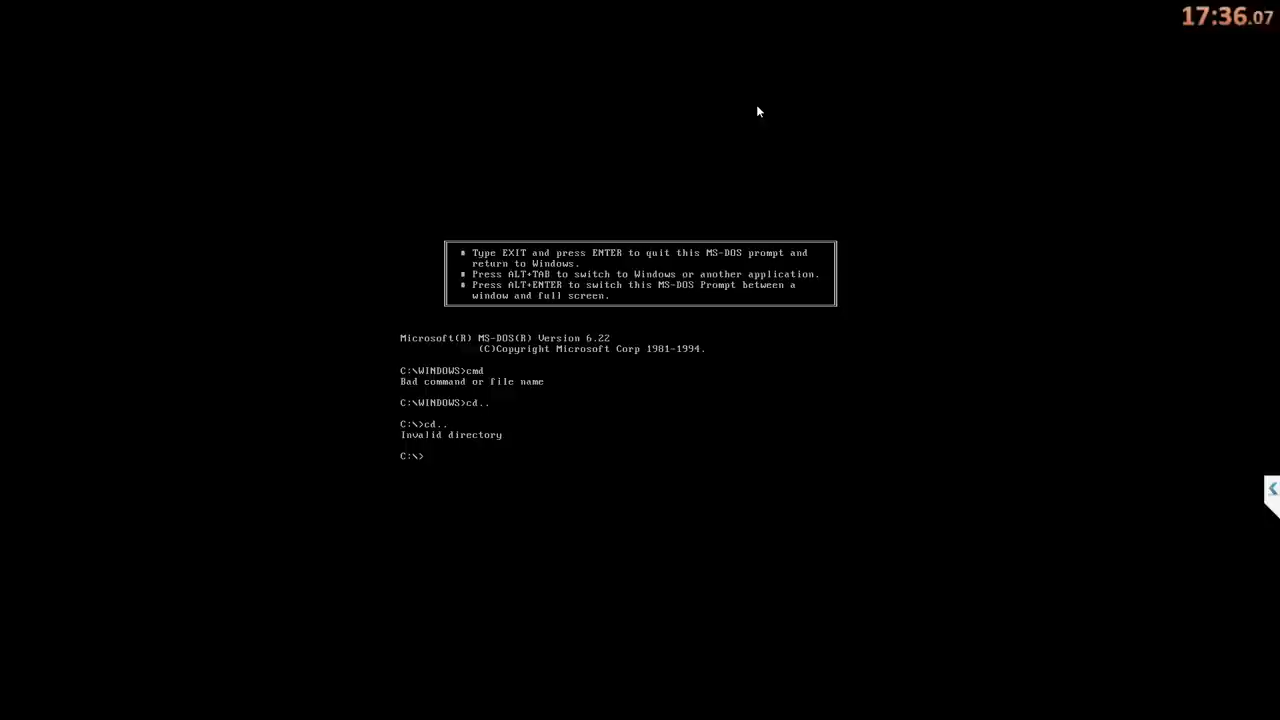 17:36.07
Type EXIT and press ENTER to quit this MS-DOS prompt and
return to Windows.
Press ALT+TAB to switch to Windows or another application.
Press ALT+ENTER to switch this MS-DOS Prompt between a
window and full screen.
Microsoft(R) MS-DOS(R) Version 6.22
(C)Copyright Microsoft Corp 1981-1994.
C:\WINDOWS>cmd
Bad command or file name
C:\WINDOWS>cd..
C:\>cd..
Invalid directory
C:\>